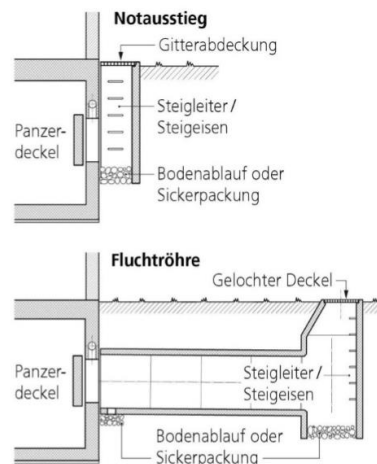 Notausstieg
Gitterabdeckung
Steigleiter /
Steigeisen
Panzer-
deckel
Bodenablauf oder
Sickerpackung
Fluchtröhre
Gelochter Deckel
Panzer-
deckel
Steigleiter /
Steigeisen
Bodenablauf oder
Sickerpackung